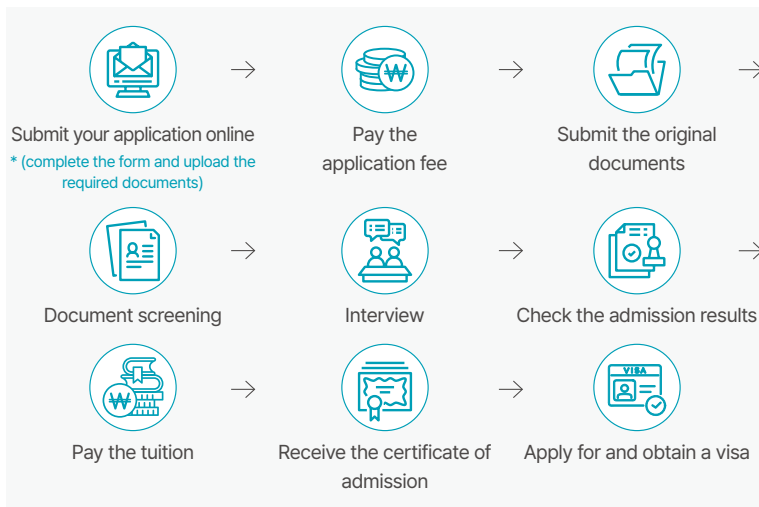 Submit your application online
* (complete the form and upload the
required documents)
Pay the
application fee
Submit the original
documents
Document screening
Interview
Check the admission results
Pay the tuition
Receive the certificate of
admission
VISA
Apply for and obtain a visa